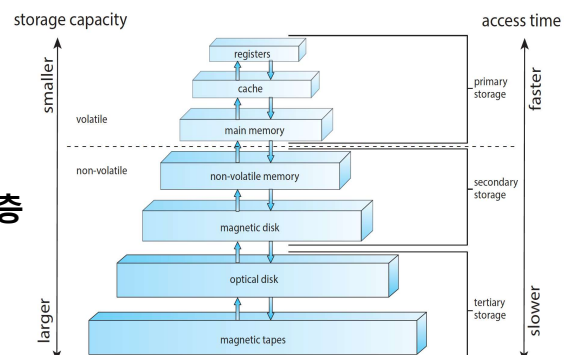 storage capacity
access time
smaller
faster
registers
cache
primary
storage
volatile
main memory
non-volatile
non-volatile memory
secondary
storage
층
magnetic disk
optical disk
larger
slower
tertiary
storage
magnetic tapes